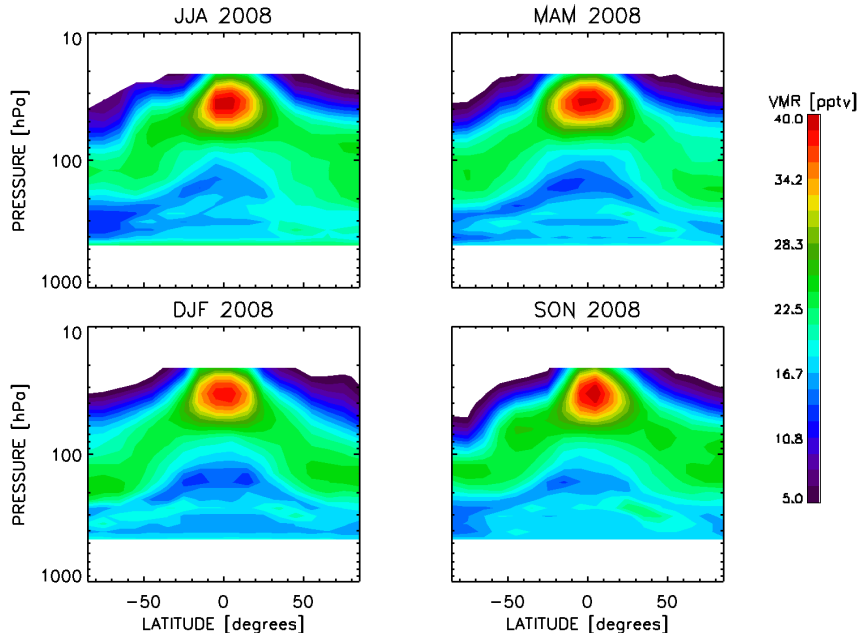 JJA 2008
MAM 2008
10
100
1000
PRESSURE [hPa]
VMR [pptv]
40.0
34.2
28.3
22.5
16.7
10.8
5.0
DJF 2008
SON 2008
10
100
1000
PRESSURE [hPa]
-50
0
50
LATITUDE [degrees]
-50
0
50
LATITUDE [degrees]